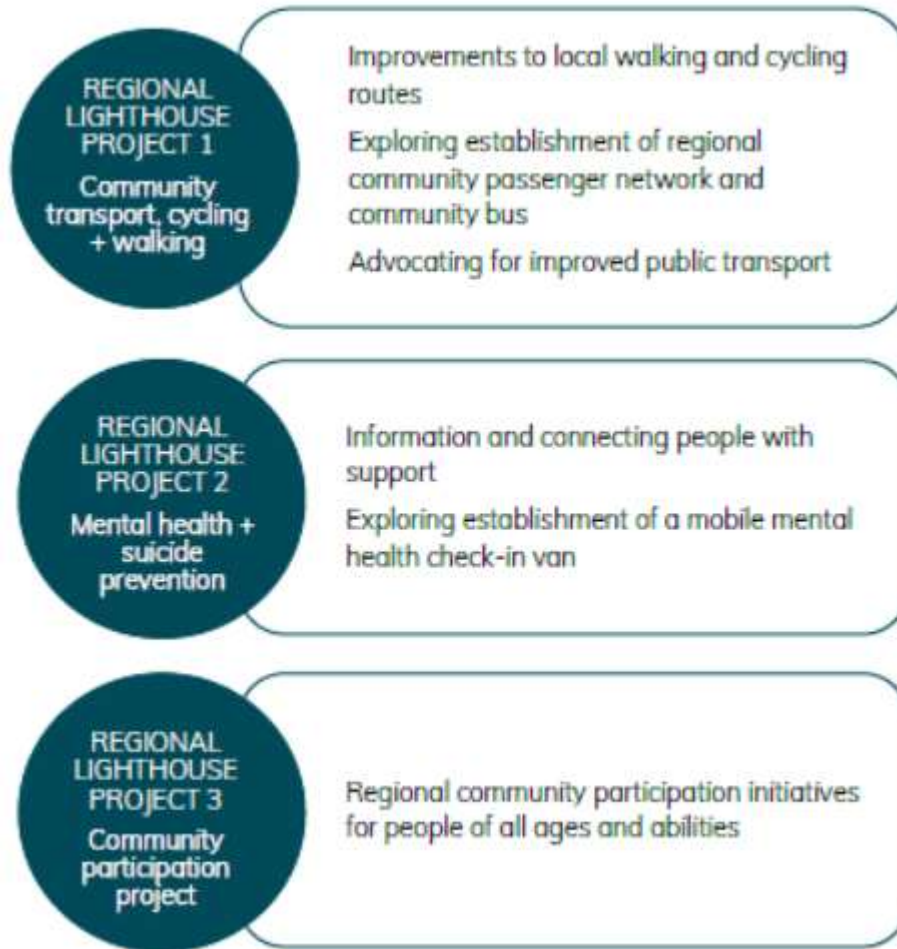 REGIONAL
LIGHTHOUSE
PROJECT 1
Community
transport, cycling
+ walking
Improvements to local walking and cycling
routes
Exploring establishment of regional
community passenger network and
community bus
Advocating for improved public transport
REGIONAL
LIGHTHOUSE
PROJECT 2
Mental health +
suicide
prevention
Information and connecting people with
support
Exploring establishment of a mobile mental
health check-in van
REGIONAL
LIGHTHOUSE
PROJECT 3
Community
participation
project
Regional community participation initiatives
for people of all ages and abilities